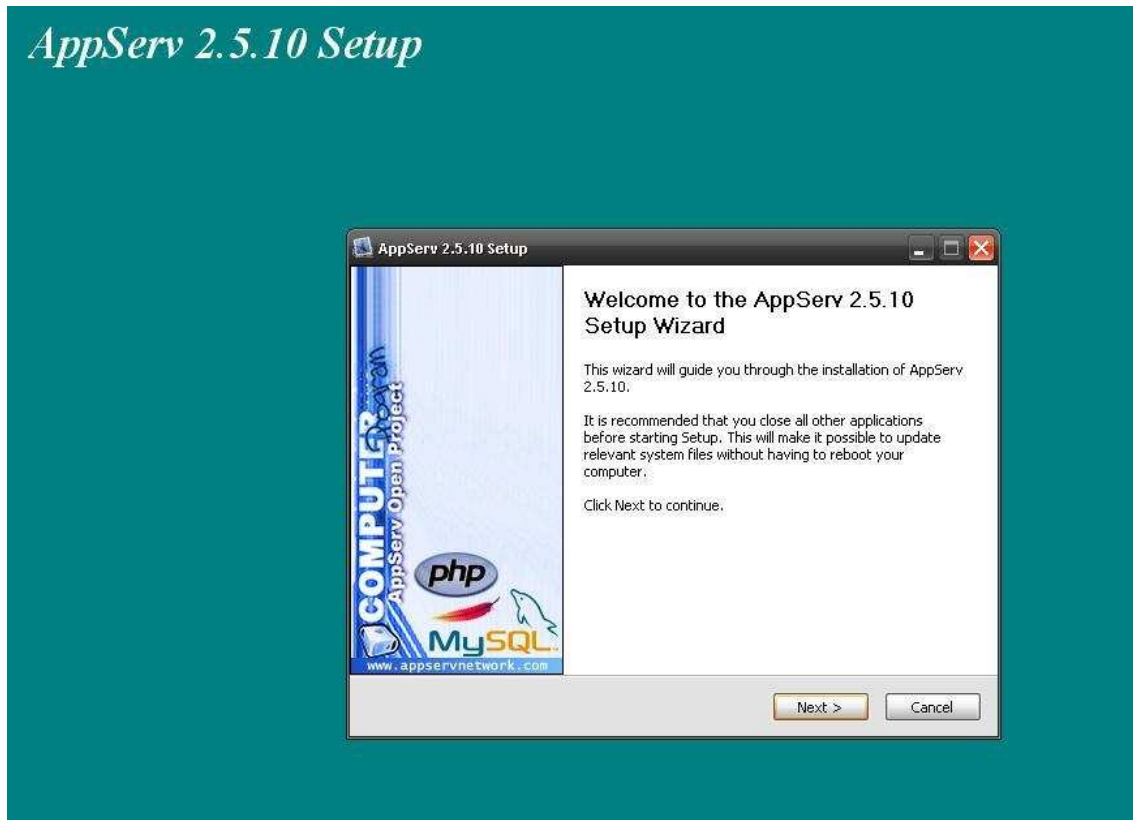 AppServ 2.5.10 Setup
AppServ 2.5.10 Setup
Welcome to the AppServ 2.5.10
Setup Wizard
This wizard will guide you through the installation of AppServ
2.5.10.
It is recommended that you close all other applications
before starting Setup. This will make it possible to update
relevant system files without having to reboot your
computer.
Click Next to continue.
COMPUTER
Program
AppServ Open Project
php
MySQL
www.appservnetwork.com
Next >
Cancel